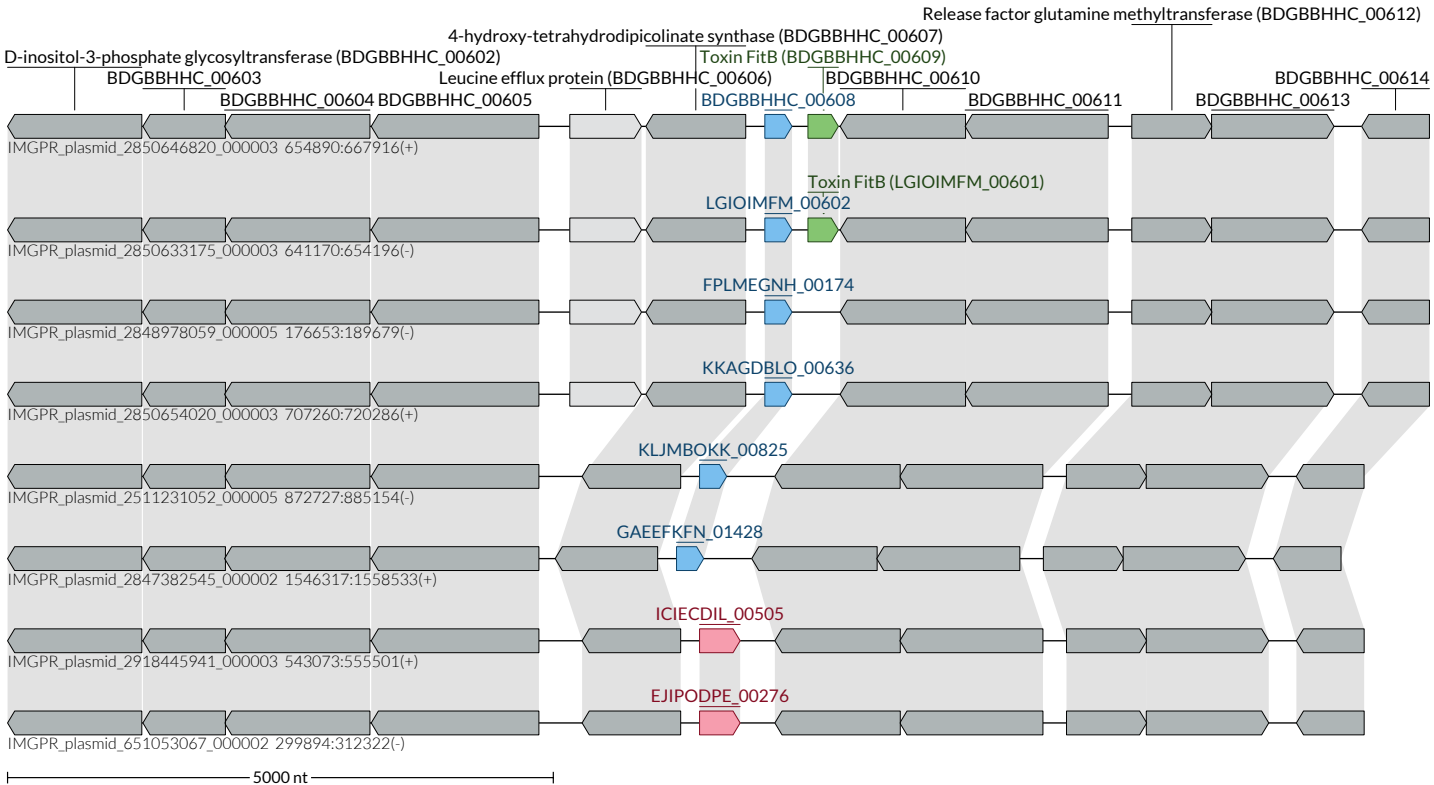 Release factor glutamine methyltransferase (BDGBBHHC_00612)
4-hydroxy-tetrahydrodipicolinate synthase (BDGBBHHC_00607)
D-inositol-3-phosphate glycosyltransferase (BDGBBHHC_00602)
Toxin FitB (BDGBBHHC_00609)
BDGBBHHC_00603
Leucine efflux protein (BDGBBHHC_00606)
BDGBBHHC_00610
BDGBBHHC_00614
BDGBBHHC_00604
BDGBBHHC_00605
BDGBBHHC_00608
BDGBBHHC_00611
BDGBBHHC_00613
IMGPR_plasmid_2850646820_000003 654890:667916(+)
Toxin FitB (LGIOIMFM_00601)
LGIOIMFM_00602
IMGPR_plasmid_2850633175_000003 641170:654196(-)
FPLMEGNH_00174
IMGPR_plasmid_2848978059_000005 176653:189679(-)
KKAGDBLO_00636
IMGPR_plasmid_2850654020_000003 707260:720286(+)
KLJMBOKK_00825
IMGPR_plasmid_2511231052_000005 872727:885154(-)
GAEEFKFN_01428
IMGPR_plasmid_2847382545_000002 1546317:1558533(+)
ICIECDIL_00505
IMGPR_plasmid_2918445941_000003 543073:555501(+)
EJIPODPE_00276
IMGPR_plasmid_651053067_000002 299894:312322(-)
5000 nt